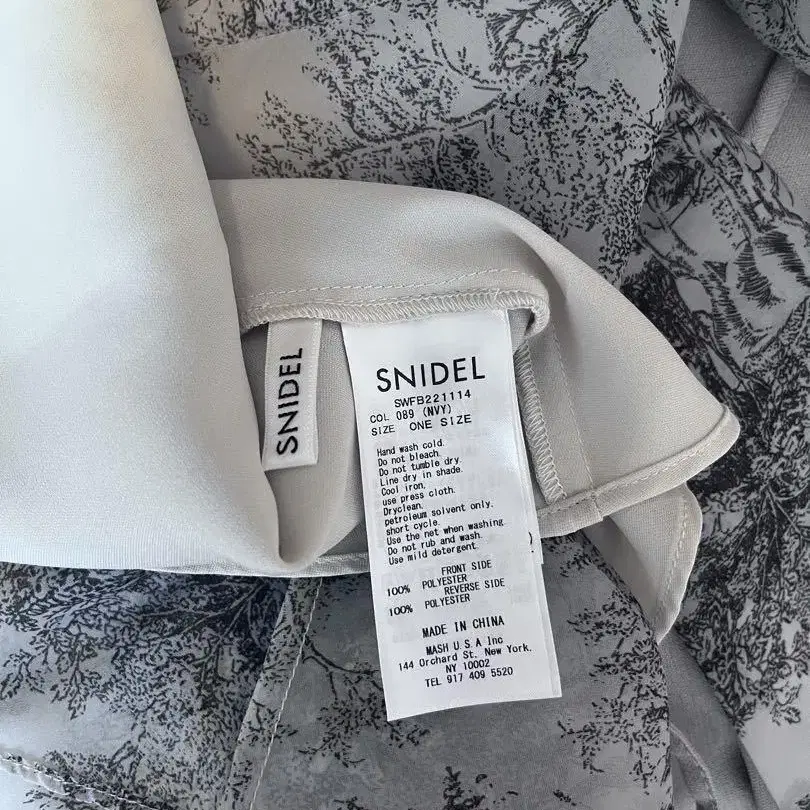 SNIDEL
SNIDEL
SWFB221114
COL 089 (NVY)
SIZE ONE SIZE
Hand wash cold.
Do not bleach.
Do not tumble dry.
Line dry in shade.
Cool iron.
use press cloth.
Dryclean.
petroleum solvent only.
short cycle.
Use the net when washing.
Do not rub and wash.
Use mild detergent.
FRONT SIDE
100% POLYESTER
REVERSE SIDE
100% POLYESTER
MADE IN CHINA
MASH U.S.A Inc
144 Orchard St. New York.
NY 10002
TEL 917 409 5520